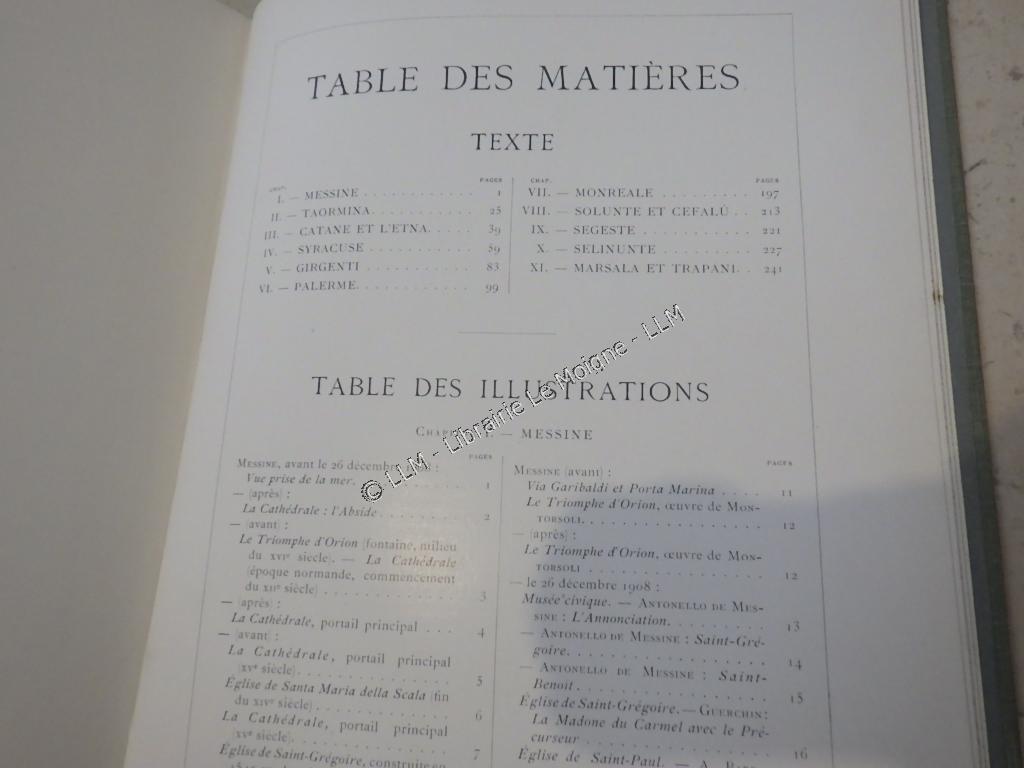 TABLE DES MATIÈRES
TEXTE
CHAP. PAGES
I. — MESSINE . . . . . . . . . . . 1
II. — TAORMINA. . . . . . . . . . 25
III. — CATANE ET L'ETNA. . . . . 39
IV. — SYRACUSE . . . . . . . . . . 59
V. — GIRGENTI . . . . . . . . . . 83
VI. — PALERME. . . . . . . . . . . 99
CHAP. PAGES
VII. — MONREALE . . . . . . . . . 197
VIII. — SOLUNTE ET CEFALÙ . . 213
IX. — SEGESTE . . . . . . . . . . . 221
X. — SELINUNTE . . . . . . . . . 227
XI. — MARSALA ET TRAPANI. . 241
TABLE DES ILLUSTRATIONS
— MESSINE
PAGES
MESSINE, avant le 26 décembre :
Vue prise de la mer. . . . 1
— (après) :
La Cathédrale : l'Abside . . . . . . . 2
— (avant) :
Le Triomphe d'Orion (fontaine, milieu
du XVIe siècle). — La Cathédrale
(époque normande, commencement
du XIIe siècle) . . . . . . . . . . . 3
— (après) :
La Cathédrale, portail principal . . . 4
— (avant) :
La Cathédrale, portail principal
(XVe siècle). . . . . . . . . . . . . 5
Église de Santa Maria della Scala (fin
du XIVe siècle) . . . . . . . . . . . 6
La Cathédrale, portail principal
(XVe siècle). . . . . . . . . . . . . 7
Église de Saint-Grégoire, construite en
PAGES
MESSINE (avant) :
Via Garibaldi et Porta Marina . . . . 11
Le Triomphe d'Orion, œuvre de MON-
TORSOLI. . . . . . . . . . . . . . . 12
— (après) :
Le Triomphe d'Orion, œuvre de MON-
TORSOLI . . . . . . . . . . . . . . 12
— le 26 décembre 1908 :
Musée civique. — ANTONELLO DE MES-
SINE : L'Annonciation. . . . . . . . 13
— ANTONELLO DE MESSINE : Saint-Gré-
goire. . . . . . . . . . . . . . . . 14
— ANTONELLO DE MESSINE : Saint-
Benoit . . . . . . . . . . . . . . . 15
Église de Saint-Grégoire. — GUERCHIN :
La Madone du Carmel avec le Pré-
curseur . . . . . . . . . . . . . . 16
Église de Saint-Paul. — A.
© LLM - Librairie Le Moigne - LLM